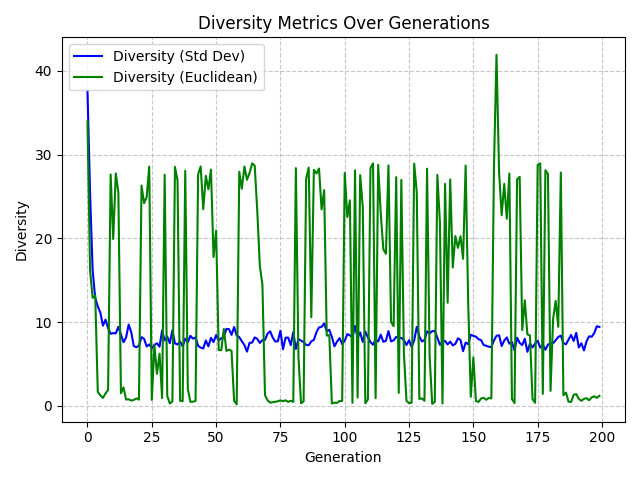 Diversity Metrics Over Generations
Diversity (Std Dev)
Diversity (Euclidean)
Diversity
40
30
20
10
0
0 25 50 75 100 125 150 175 200
Generation